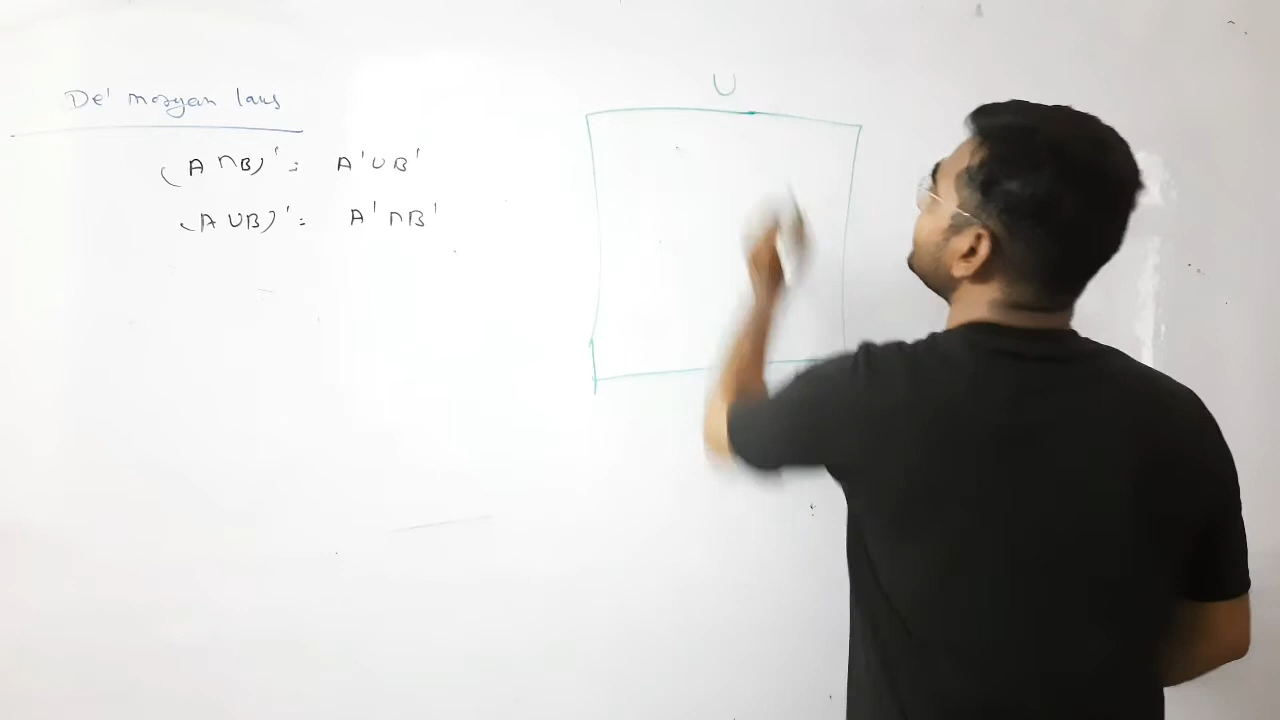 De' morgan laws
(A ∩ B)' = A' ∪ B'
(A ∪ B)' = A' ∩ B'
U